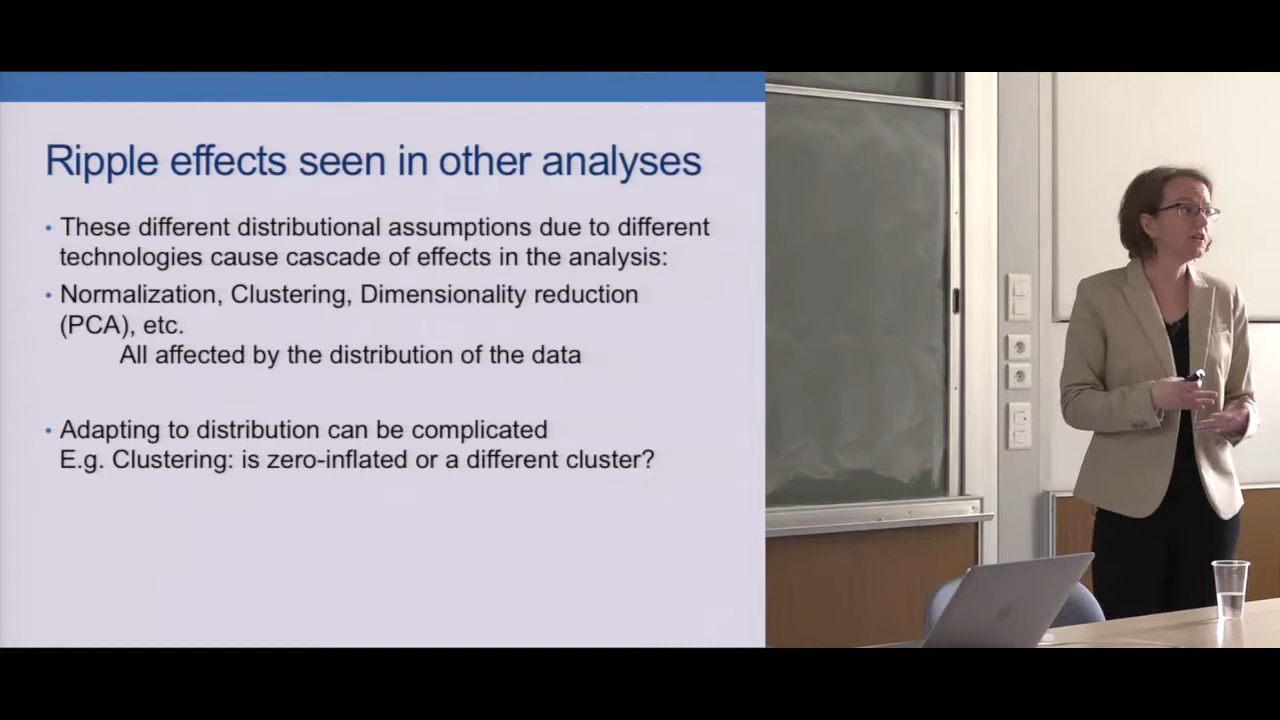 Ripple effects seen in other analyses
• These different distributional assumptions due to different
technologies cause cascade of effects in the analysis:
• Normalization, Clustering, Dimensionality reduction
(PCA), etc.
All affected by the distribution of the data
• Adapting to distribution can be complicated
E.g. Clustering: is zero-inflated or a different cluster?